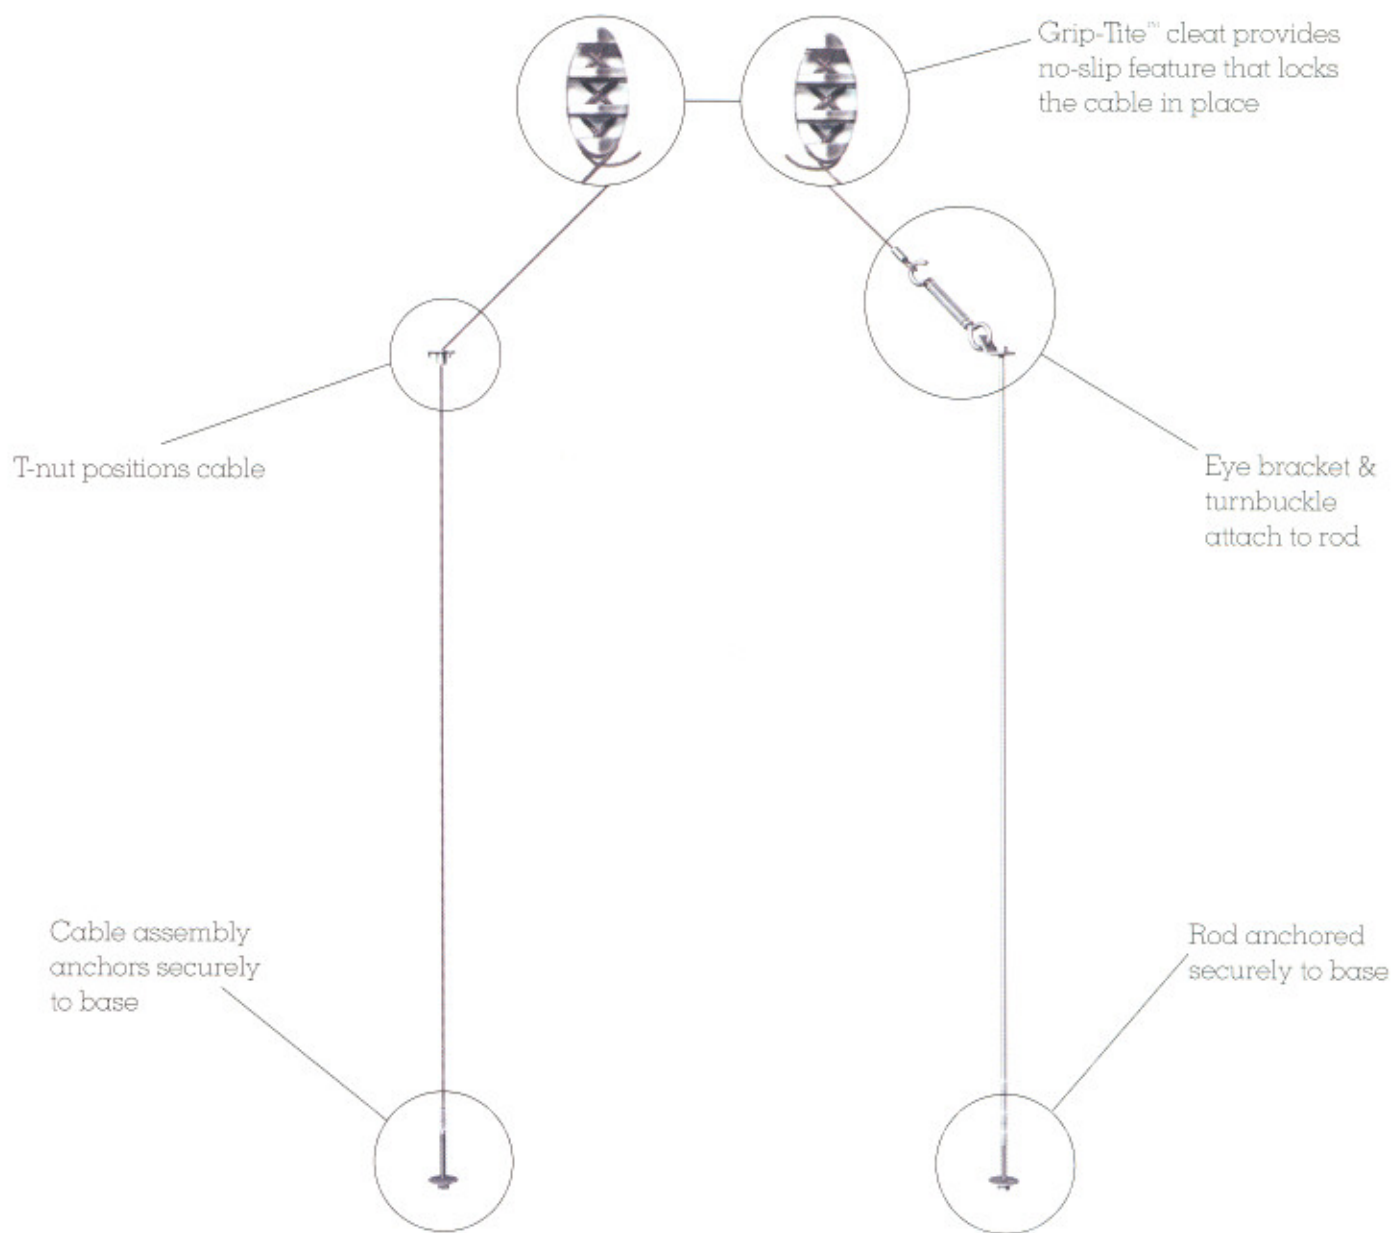 Grip-Tite™ cleat provides
no-slip feature that locks
the cable in place
T-nut positions cable
Eye bracket &
turnbuckle
attach to rod
Cable assembly
anchors securely
to base
Rod anchored
securely to base